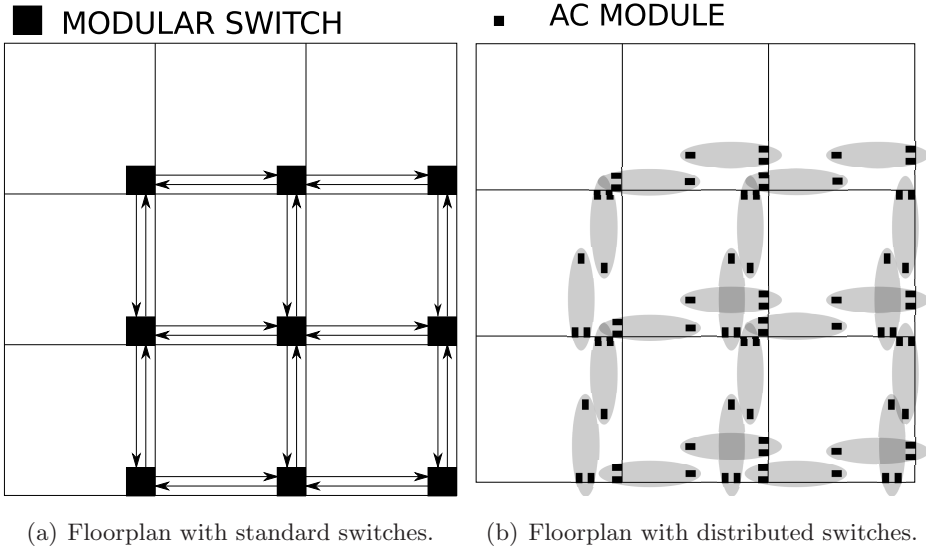 MODULAR SWITCH
AC MODULE
(a) Floorplan with standard switches.
(b) Floorplan with distributed switches.